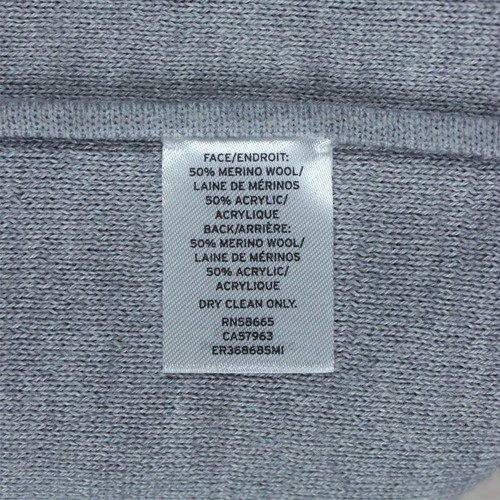 FACE/ENDROIT:
50% MERINO WOOL/
LAINE DE MÉRINOS
50% ACRYLIC/
ACRYLIQUE
BACK/ARRIÈRE:
50% MERINO WOOL/
LAINE DE MÉRINOS
50% ACRYLIC/
ACRYLIQUE
DRY CLEAN ONLY.
RN58665
CA57963
ER368685MI